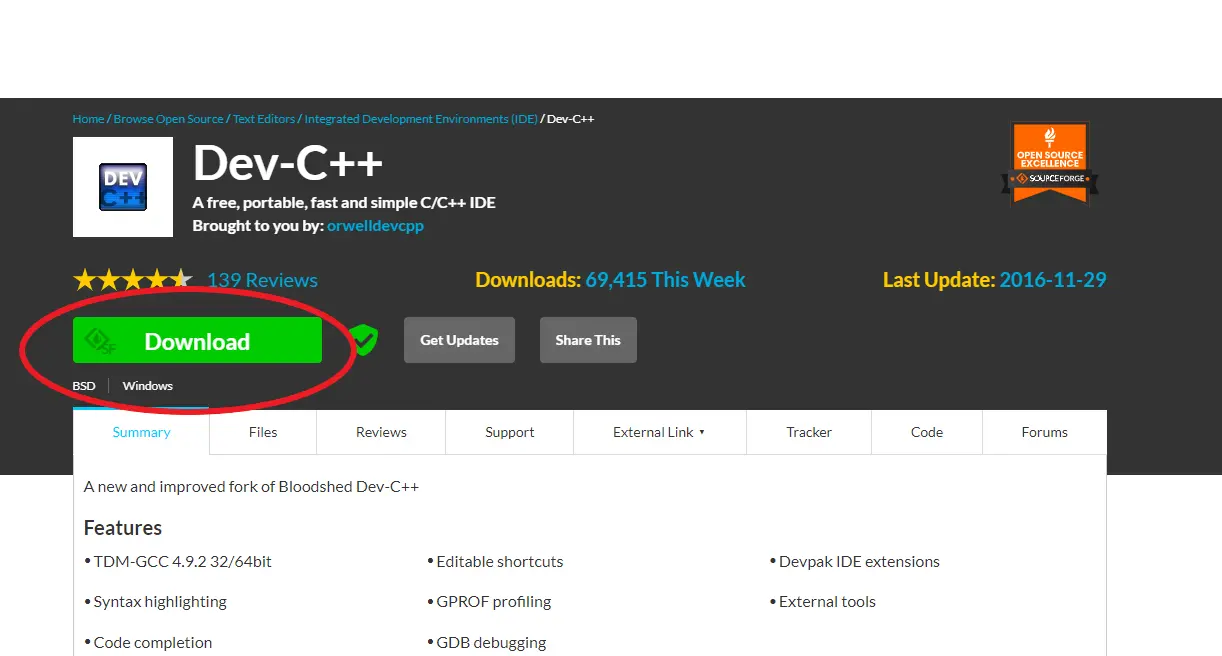 Home / Browse Open Source / Text Editors / Integrated Development Environments (IDE) / Dev-C++
DEV
C++
Dev-C++
A free, portable, fast and simple C/C++ IDE
Brought to you by: orwelldevcpp
OPEN SOURCE
EXCELLENCE
SOURCEFORGE
139 Reviews
Downloads: 69,415 This Week
Last Update: 2016-11-29
SF
Download
Get Updates
Share This
BSD
Windows
Summary
Files
Reviews
Support
External Link
Tracker
Code
Forums
A new and improved fork of Bloodshed Dev-C++
Features
• TDM-GCC 4.9.2 32/64bit
• Editable shortcuts
• Devpak IDE extensions
• Syntax highlighting
• GPROF profiling
• External tools
• Code completion
• GDB debugging